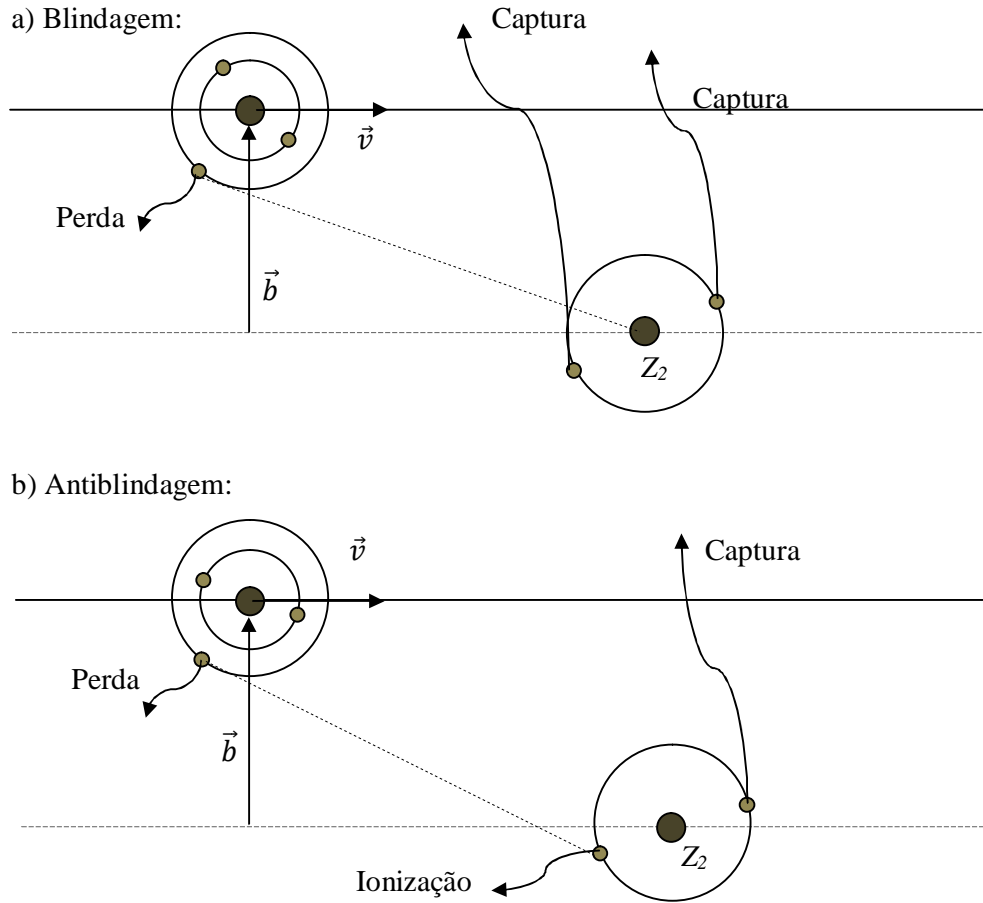 a) Blindagem:
Captura
Captura
v⃗
Perda
b⃗
Z₂
b) Antiblindagem:
v⃗
Captura
Perda
b⃗
Z₂
Ionização